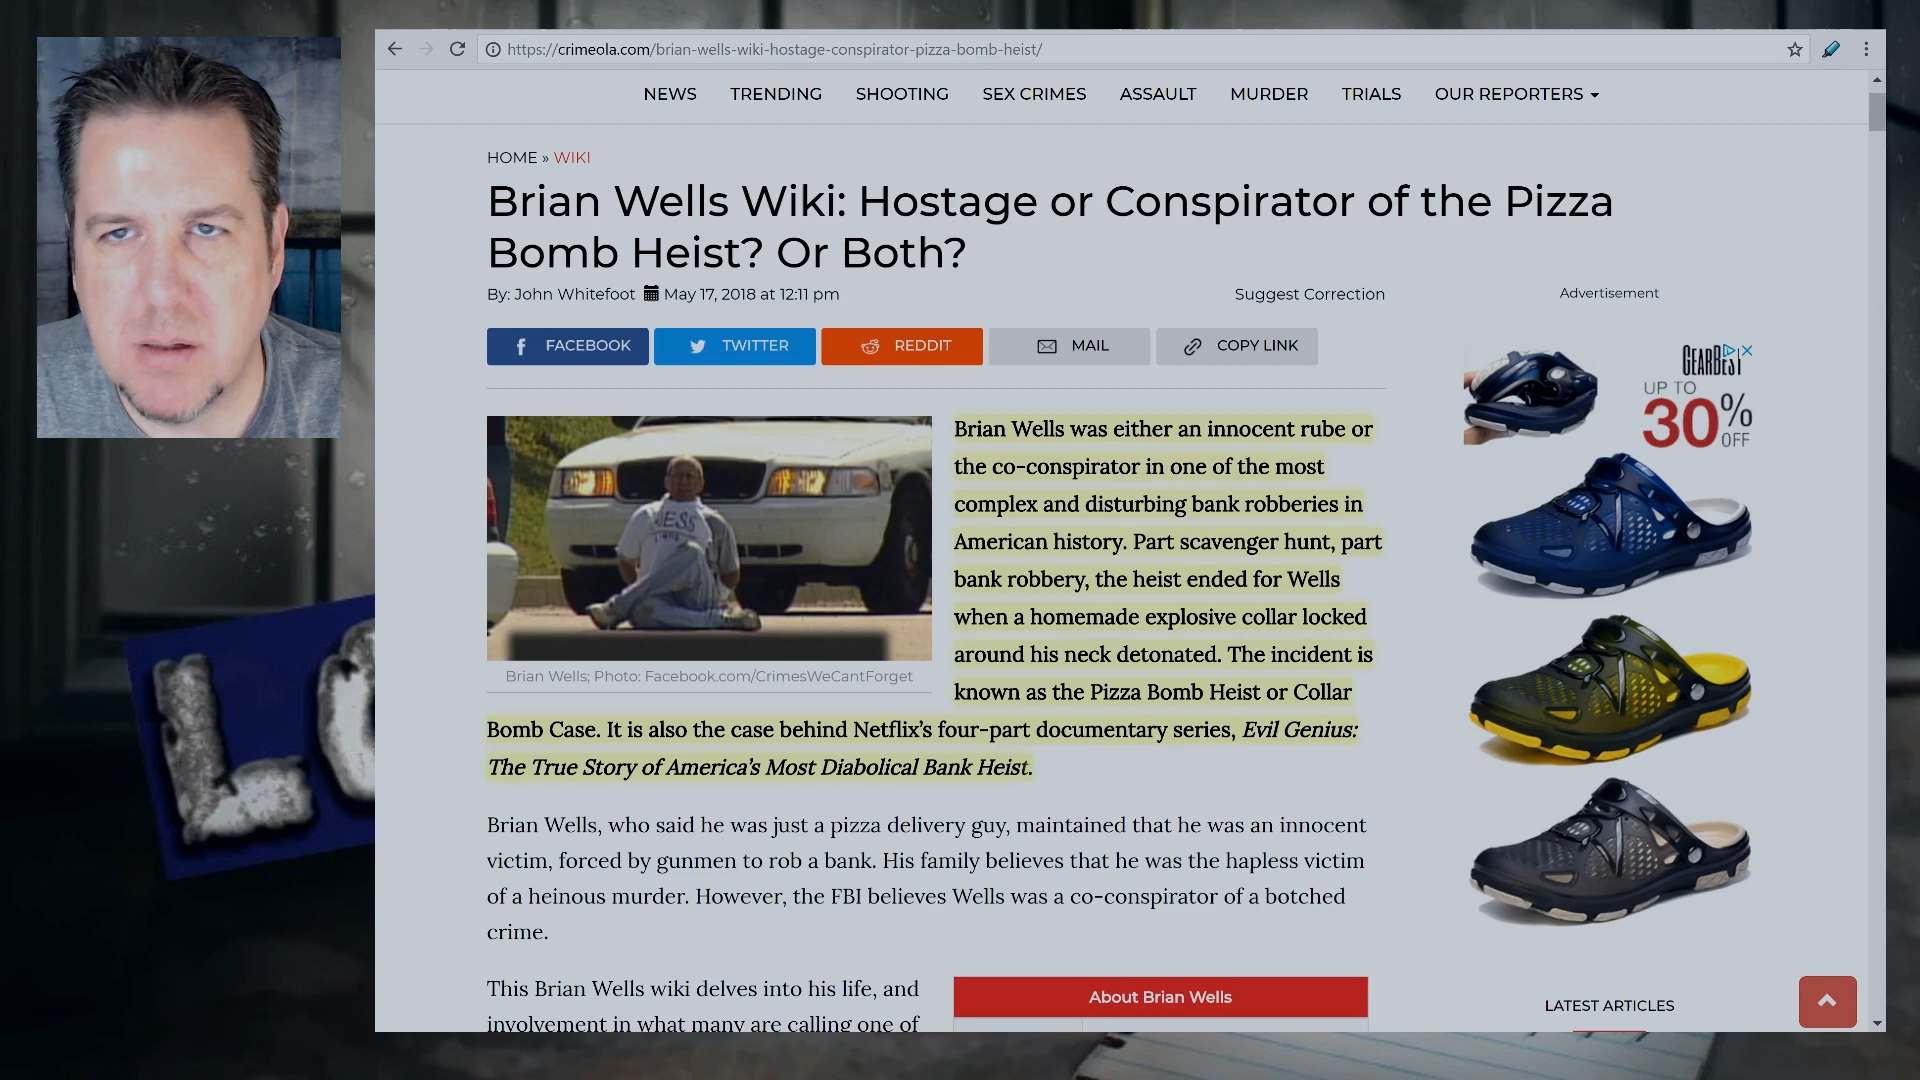 https://crimeola.com/brian-wells-wiki-hostage-conspirator-pizza-bomb-heist/
NEWS TRENDING SHOOTING SEX CRIMES ASSAULT MURDER TRIALS OUR REPORTERS
HOME » WIKI
Brian Wells Wiki: Hostage or Conspirator of the Pizza
Bomb Heist? Or Both?
By: John Whitefoot May 17, 2018 at 12:11 pm
Suggest Correction
Advertisement
FACEBOOK TWITTER REDDIT MAIL COPY LINK
GEARBEST
UP TO
30%
OFF
Brian Wells; Photo: Facebook.com/CrimesWeCantForget
Brian Wells was either an innocent rube or
the co-conspirator in one of the most
complex and disturbing bank robberies in
American history. Part scavenger hunt, part
bank robbery, the heist ended for Wells
when a homemade explosive collar locked
around his neck detonated. The incident is
known as the Pizza Bomb Heist or Collar
Bomb Case. It is also the case behind Netflix’s four-part documentary series, Evil Genius:
The True Story of America’s Most Diabolical Bank Heist.
Brian Wells, who said he was just a pizza delivery guy, maintained that he was an innocent
victim, forced by gunmen to rob a bank. His family believes that he was the hapless victim
of a heinous murder. However, the FBI believes Wells was a co-conspirator of a botched
crime.
This Brian Wells wiki delves into his life, and
involvement in what many are calling one of
About Brian Wells
LATEST ARTICLES